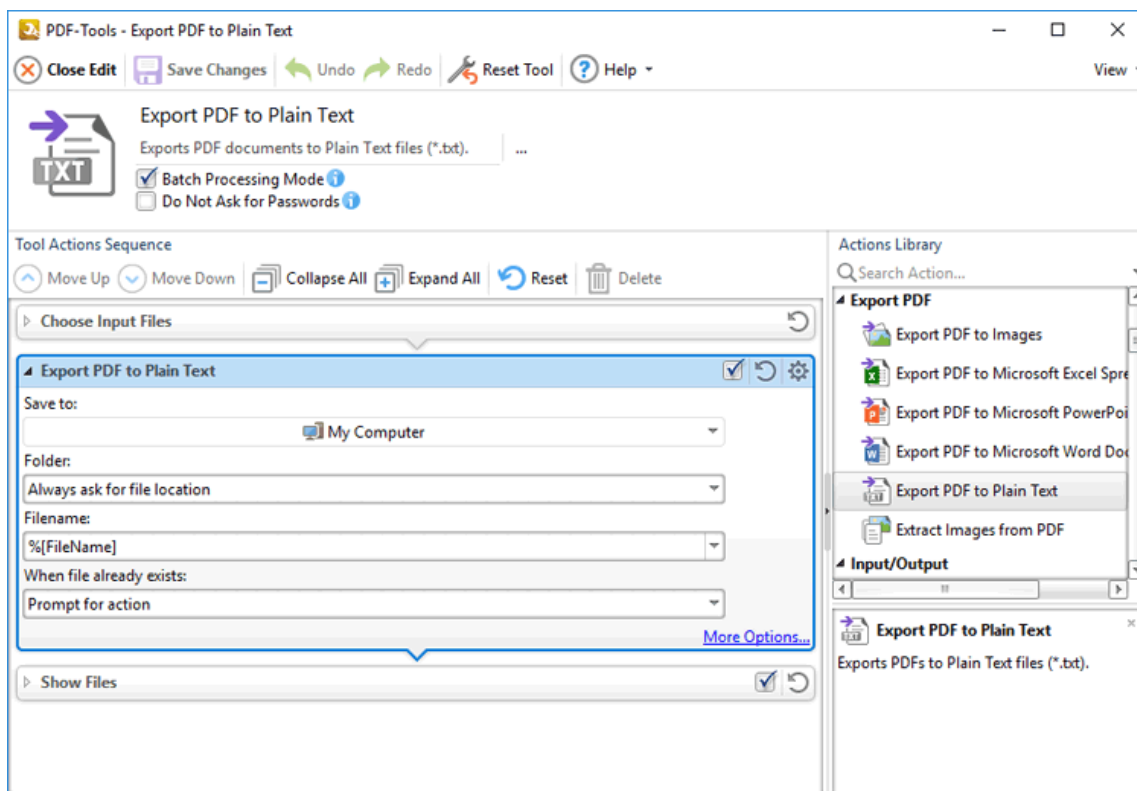 PDF-Tools - Export PDF to Plain Text
Close Edit Save Changes Undo Redo Reset Tool ? Help View
Export PDF to Plain Text
Exports PDF documents to Plain Text files (*.txt). ...
TXT
Batch Processing Mode
Do Not Ask for Passwords
Tool Actions Sequence
Move Up Move Down Collapse All Expand All Reset Delete
Choose Input Files
Export PDF to Plain Text
Save to:
My Computer
Folder:
Always ask for file location
Filename:
%[FileName]
When file already exists:
Prompt for action
More Options...
Show Files
Actions Library
Search Action...
Export PDF
Export PDF to Images
Export PDF to Microsoft Excel Spre
Export PDF to Microsoft PowerPoi
Export PDF to Microsoft Word Doc
Export PDF to Plain Text
Extract Images from PDF
Input/Output
Export PDF to Plain Text
Exports PDFs to Plain Text files (*.txt).